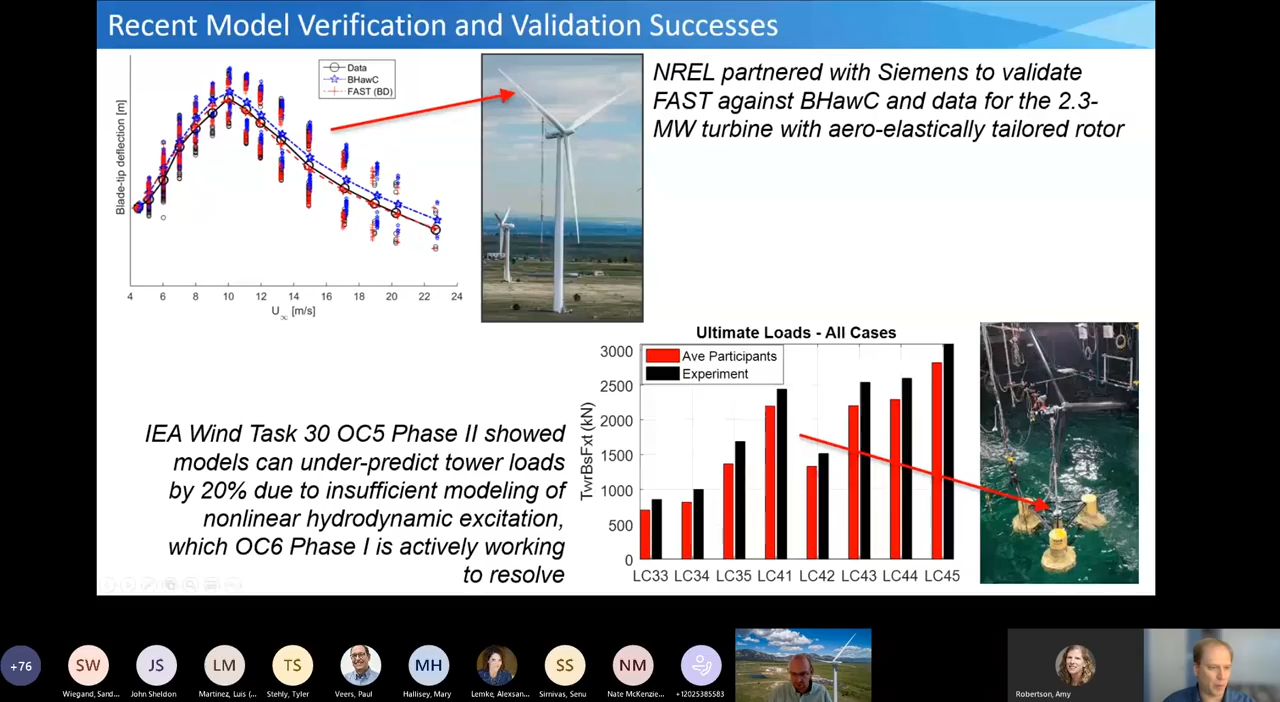 Recent Model Verification and Validation Successes
Data
BHawC
FAST (BD)
Blade-tip deflection [m]
4 6 8 10 12 14 16 18 20 22 24
U∞ [m/s]
NREL partnered with Siemens to validate
FAST against BHawC and data for the 2.3-
MW turbine with aero-elastically tailored rotor
IEA Wind Task 30 OC5 Phase II showed
models can under-predict tower loads
by 20% due to insufficient modeling of
nonlinear hydrodynamic excitation,
which OC6 Phase I is actively working
to resolve
Ultimate Loads - All Cases
Ave Participants
Experiment
TwrBsFxt (kN)
3000
2500
2000
1500
1000
500
0
LC33 LC34 LC35 LC41 LC42 LC43 LC44 LC45
+76
SW
JS
LM
TS
MH
SS
NM
Wiegand, Sand...
John Sheldon
Martinez, Luis (...
Stehly, Tyler
Veers, Paul
Hallisey, Mary
Lemke, Alexsan...
Sirnivas, Senu
Nate McKenzie...
+12025385583
Robertson, Amy